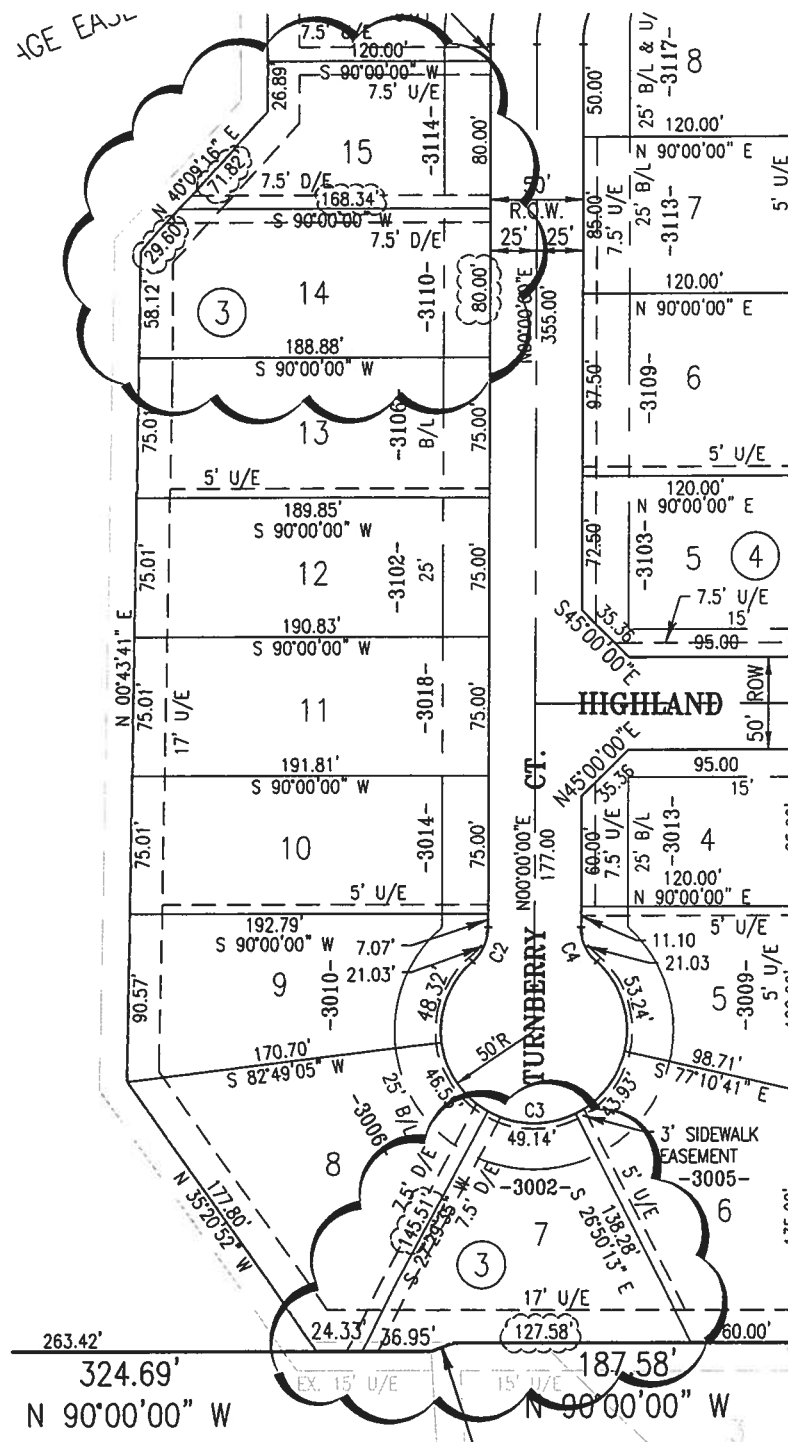 AGE EASE
7.5' U/E
120.00'
S 90°00'00" W
7.5' U/E
26.89
15
-3114-
80.00'
N 40°09'16" E
71.82
29.60'
7.5' D/E
168.34'
S 90°00'00" W
7.5' D/E
50'
R.O.W.
25'
25'
50.00'
25' B/L & U/
-3117-
8
120.00'
N 90°00'00" E
5' U/E
85.00'
7.5' U/E
25' B/L
-3113-
7
120.00'
N 90°00'00" E
58.12'
3
14
-3110-
80.00'
N00°00'00"E
355.00'
188.88'
S 90°00'00" W
97.50'
-3109-
6
75.01'
13
-3106-
B/L
75.00'
5' U/E
5' U/E
189.85'
S 90°00'00" W
120.00'
N 90°00'00" E
72.50'
-3103-
5
4
75.01'
12
-3102-
25'
75.00'
S45°00'00"E
35.36
7.5' U/E
15'
95.00
190.83'
S 90°00'00" W
N 00°43'41" E
75.01'
17' U/E
11
-3018-
75.00'
HIGHLAND
50' ROW
191.81'
S 90°00'00" W
CT.
N45°00'00"E
35.36
95.00
15'
75.01'
10
-3014-
75.00'
N00°00'00"E
177.00
60.00'
7.5' U/E
25' B/L
-3013-
4
120.00'
N 90°00'00" E
5' U/E
192.79'
S 90°00'00" W
7.07'
21.03'
C2
C4
11.10
21.03
5' U/E
90.57'
9
-3010-
48.32'
TURNBERRY
53.24'
5
-3009-
5' U/E
170.70'
S 82°49'05" W
50'R
98.71'
S 77°10'41" E
25' B/L
-3006
8
C3
49.14'
43.93'
3' SIDEWALK
EASEMENT
-3005-
6
177.80'
N 35°20'52" W
7.5' D/E
145.51'
S 27°29'35" W
7.5' D/E
-3002-
7
3
138.28'
S 26°50'13" E
5' U/E
17' U/E
24.33'
36.95'
127.58'
60.00'
263.42'
324.69'
N 90°00'00" W
187.58'
N 90°00'00" W
EX. 15' U/E
15' U/E
3